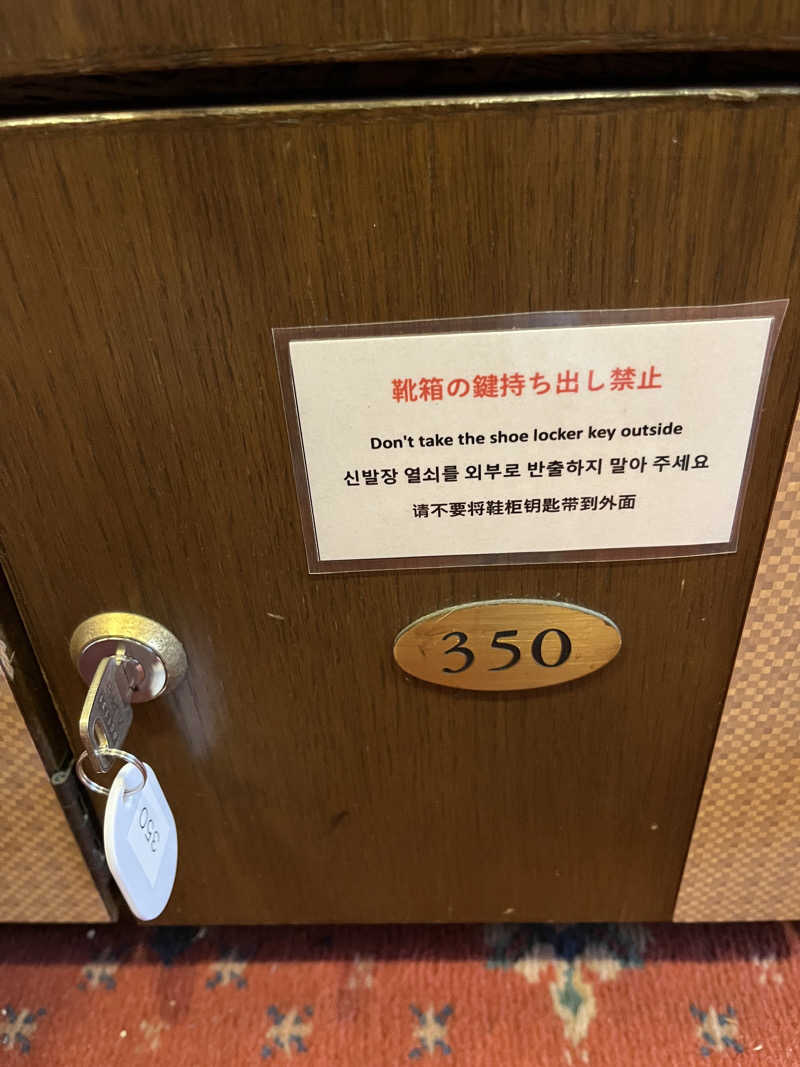 靴箱の鍵持ち出し禁止
Don't take the shoe locker key outside
신발장 열쇠를 외부로 반출하지 말아 주세요
请不要将鞋柜钥匙带到外面
350
350